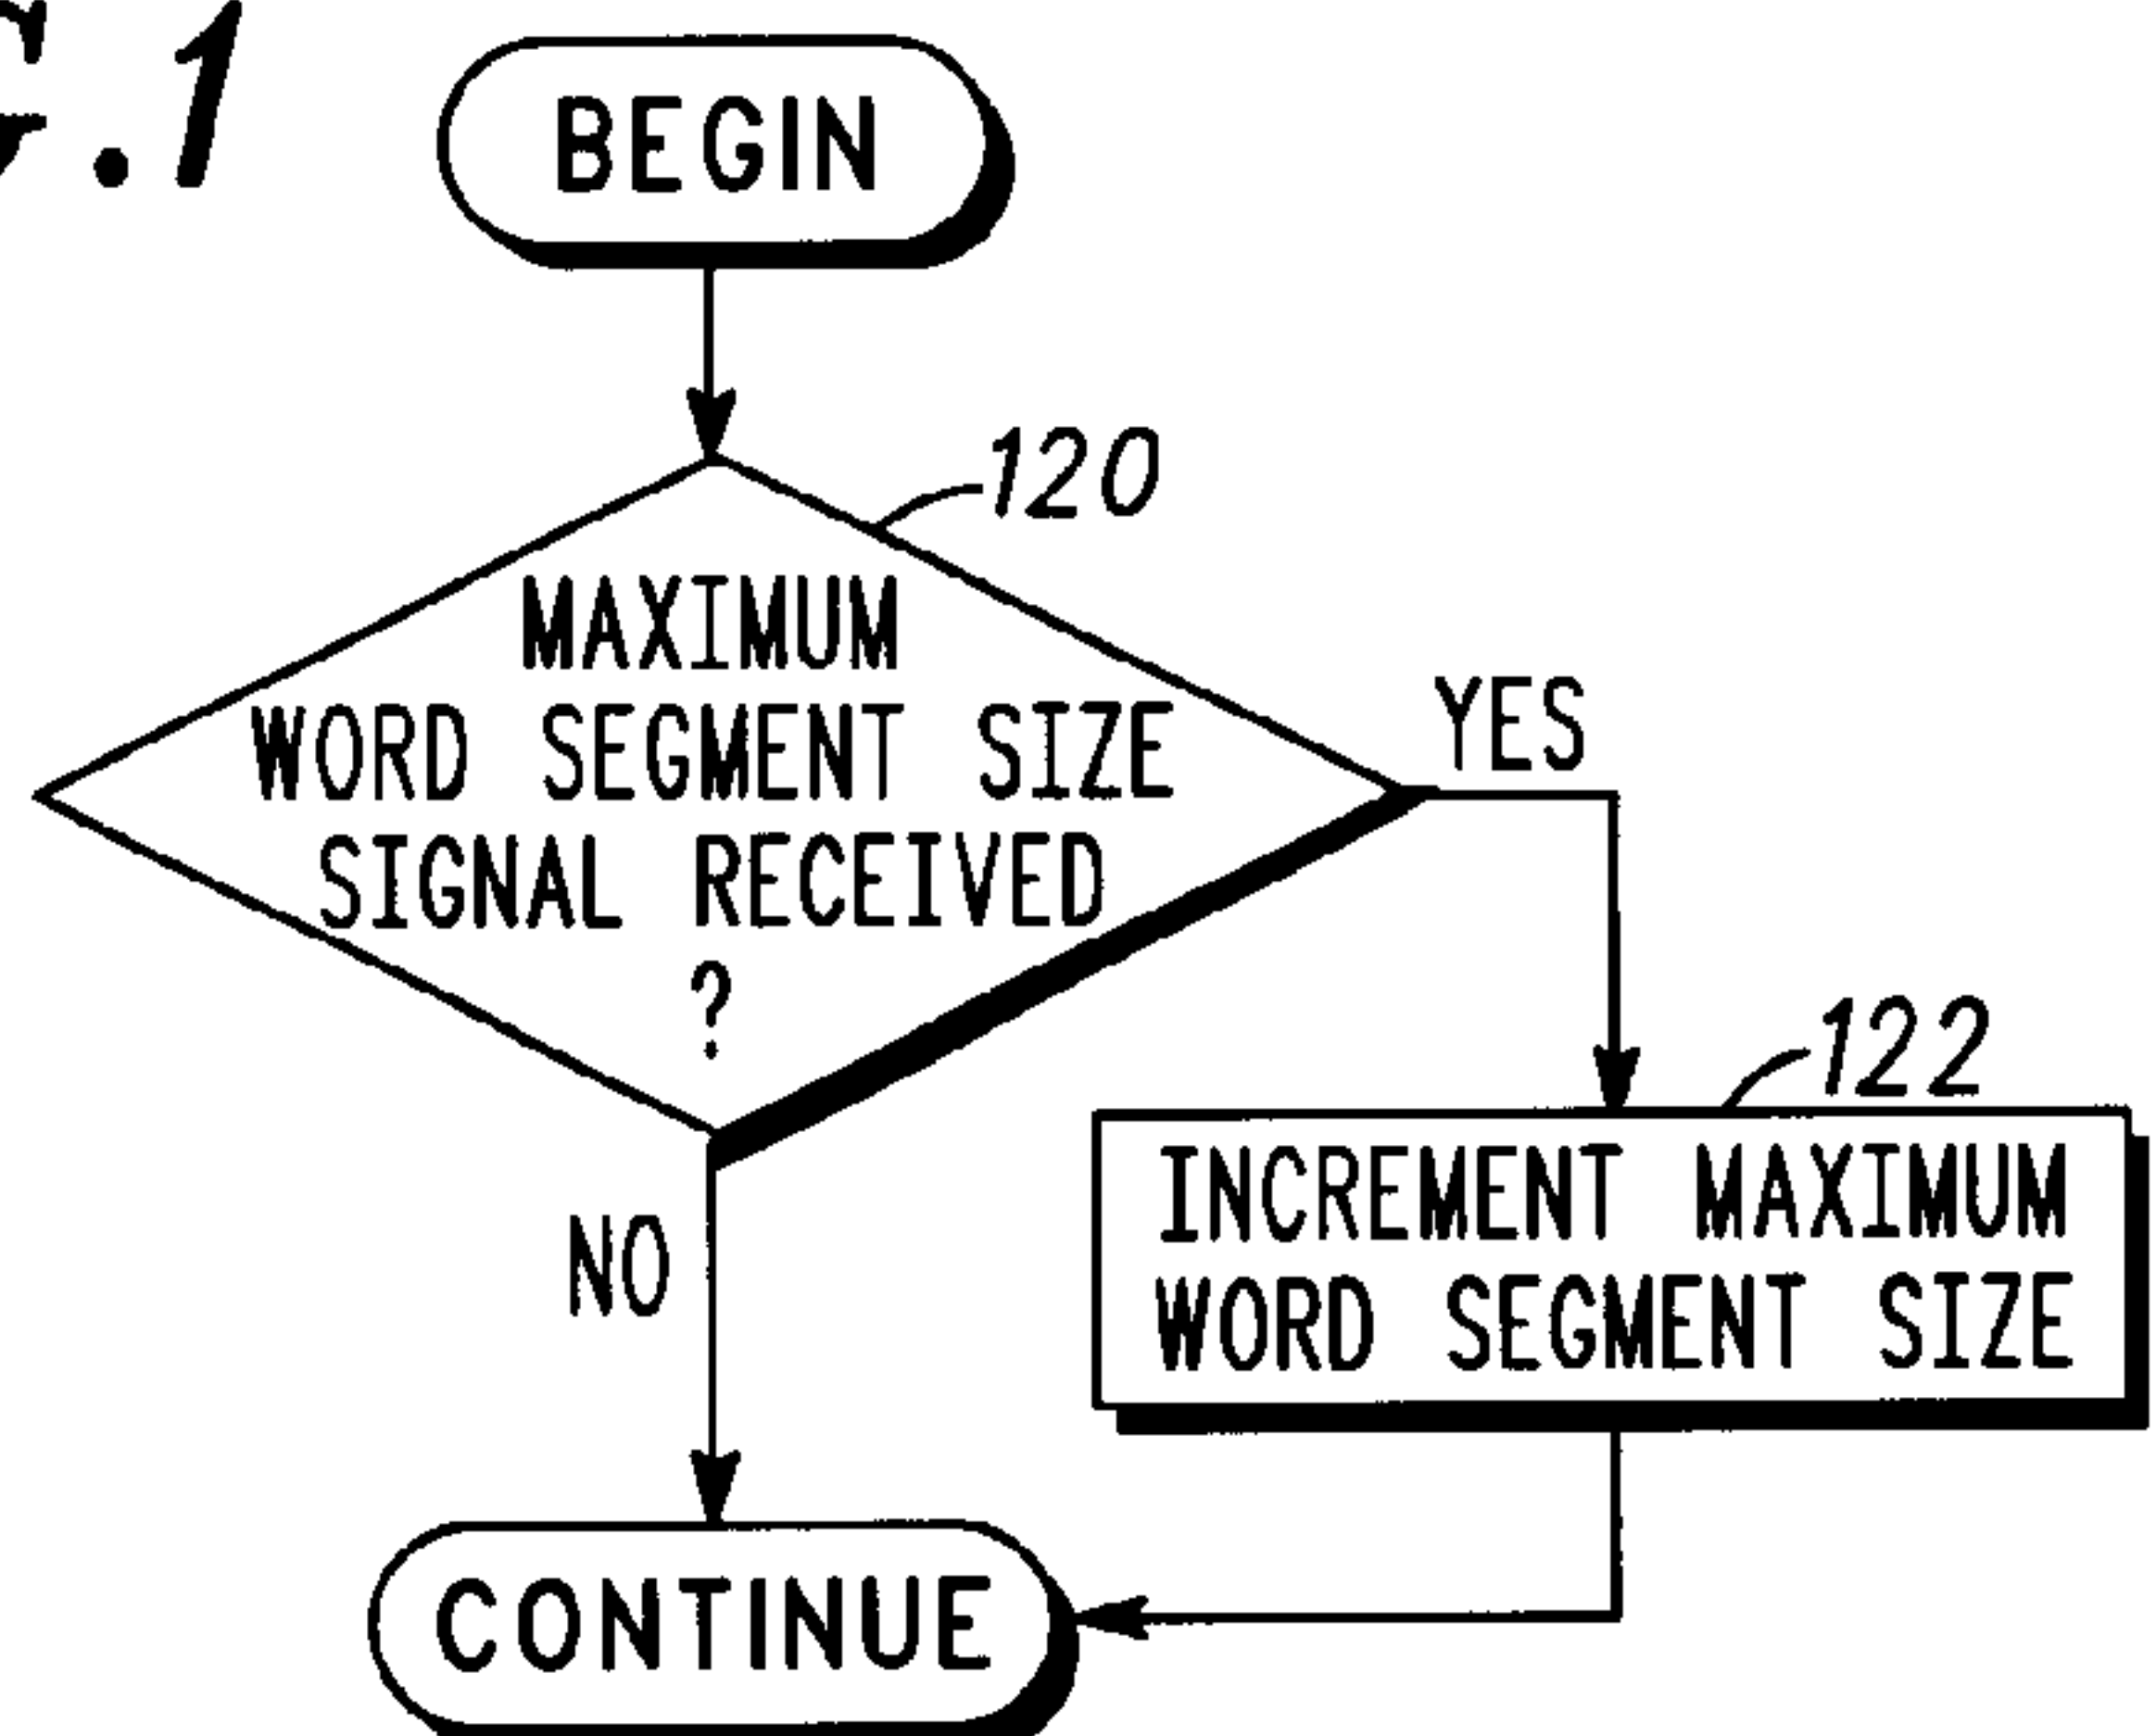 .1
BEGIN
120
MAXIMUM
WORD SEGMENT SIZE
SIGNAL RECEIVED
?
YES
NO
122
INCREMENT MAXIMUM
WORD SEGMENT SIZE
CONTINUE